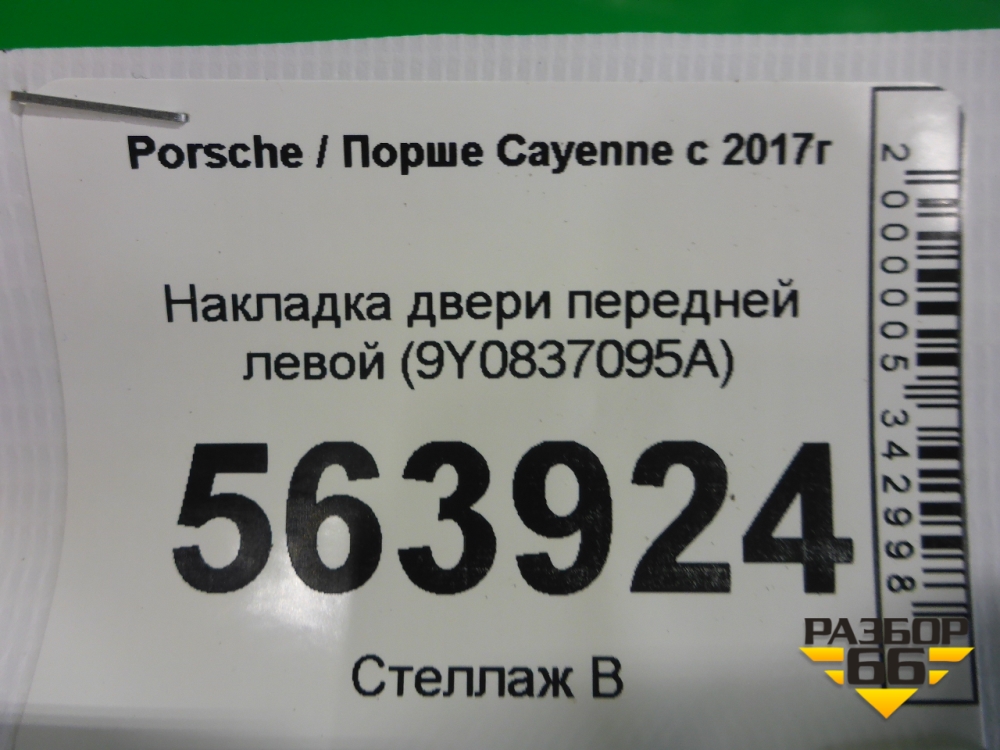 Porsche / Порше Cayenne с 2017г
Накладка двери передней
левой (9Y0837095A)
563924
Стеллаж В
2000005342998
РАЗБОР
66